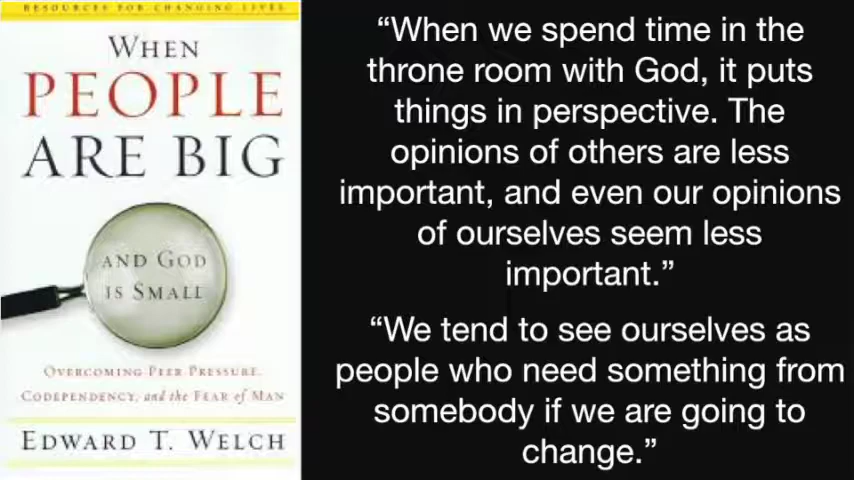 RESOURCES FOR CHANGING LIVES
WHEN
PEOPLE
ARE BIG
AND GOD
IS SMALL
OVERCOMING PEER PRESSURE,
CODEPENDENCY, and the FEAR of MAN
EDWARD T. WELCH
“When we spend time in the
throne room with God, it puts
things in perspective. The
opinions of others are less
important, and even our opinions
of ourselves seem less
important.”
“We tend to see ourselves as
people who need something from
somebody if we are going to
change.”